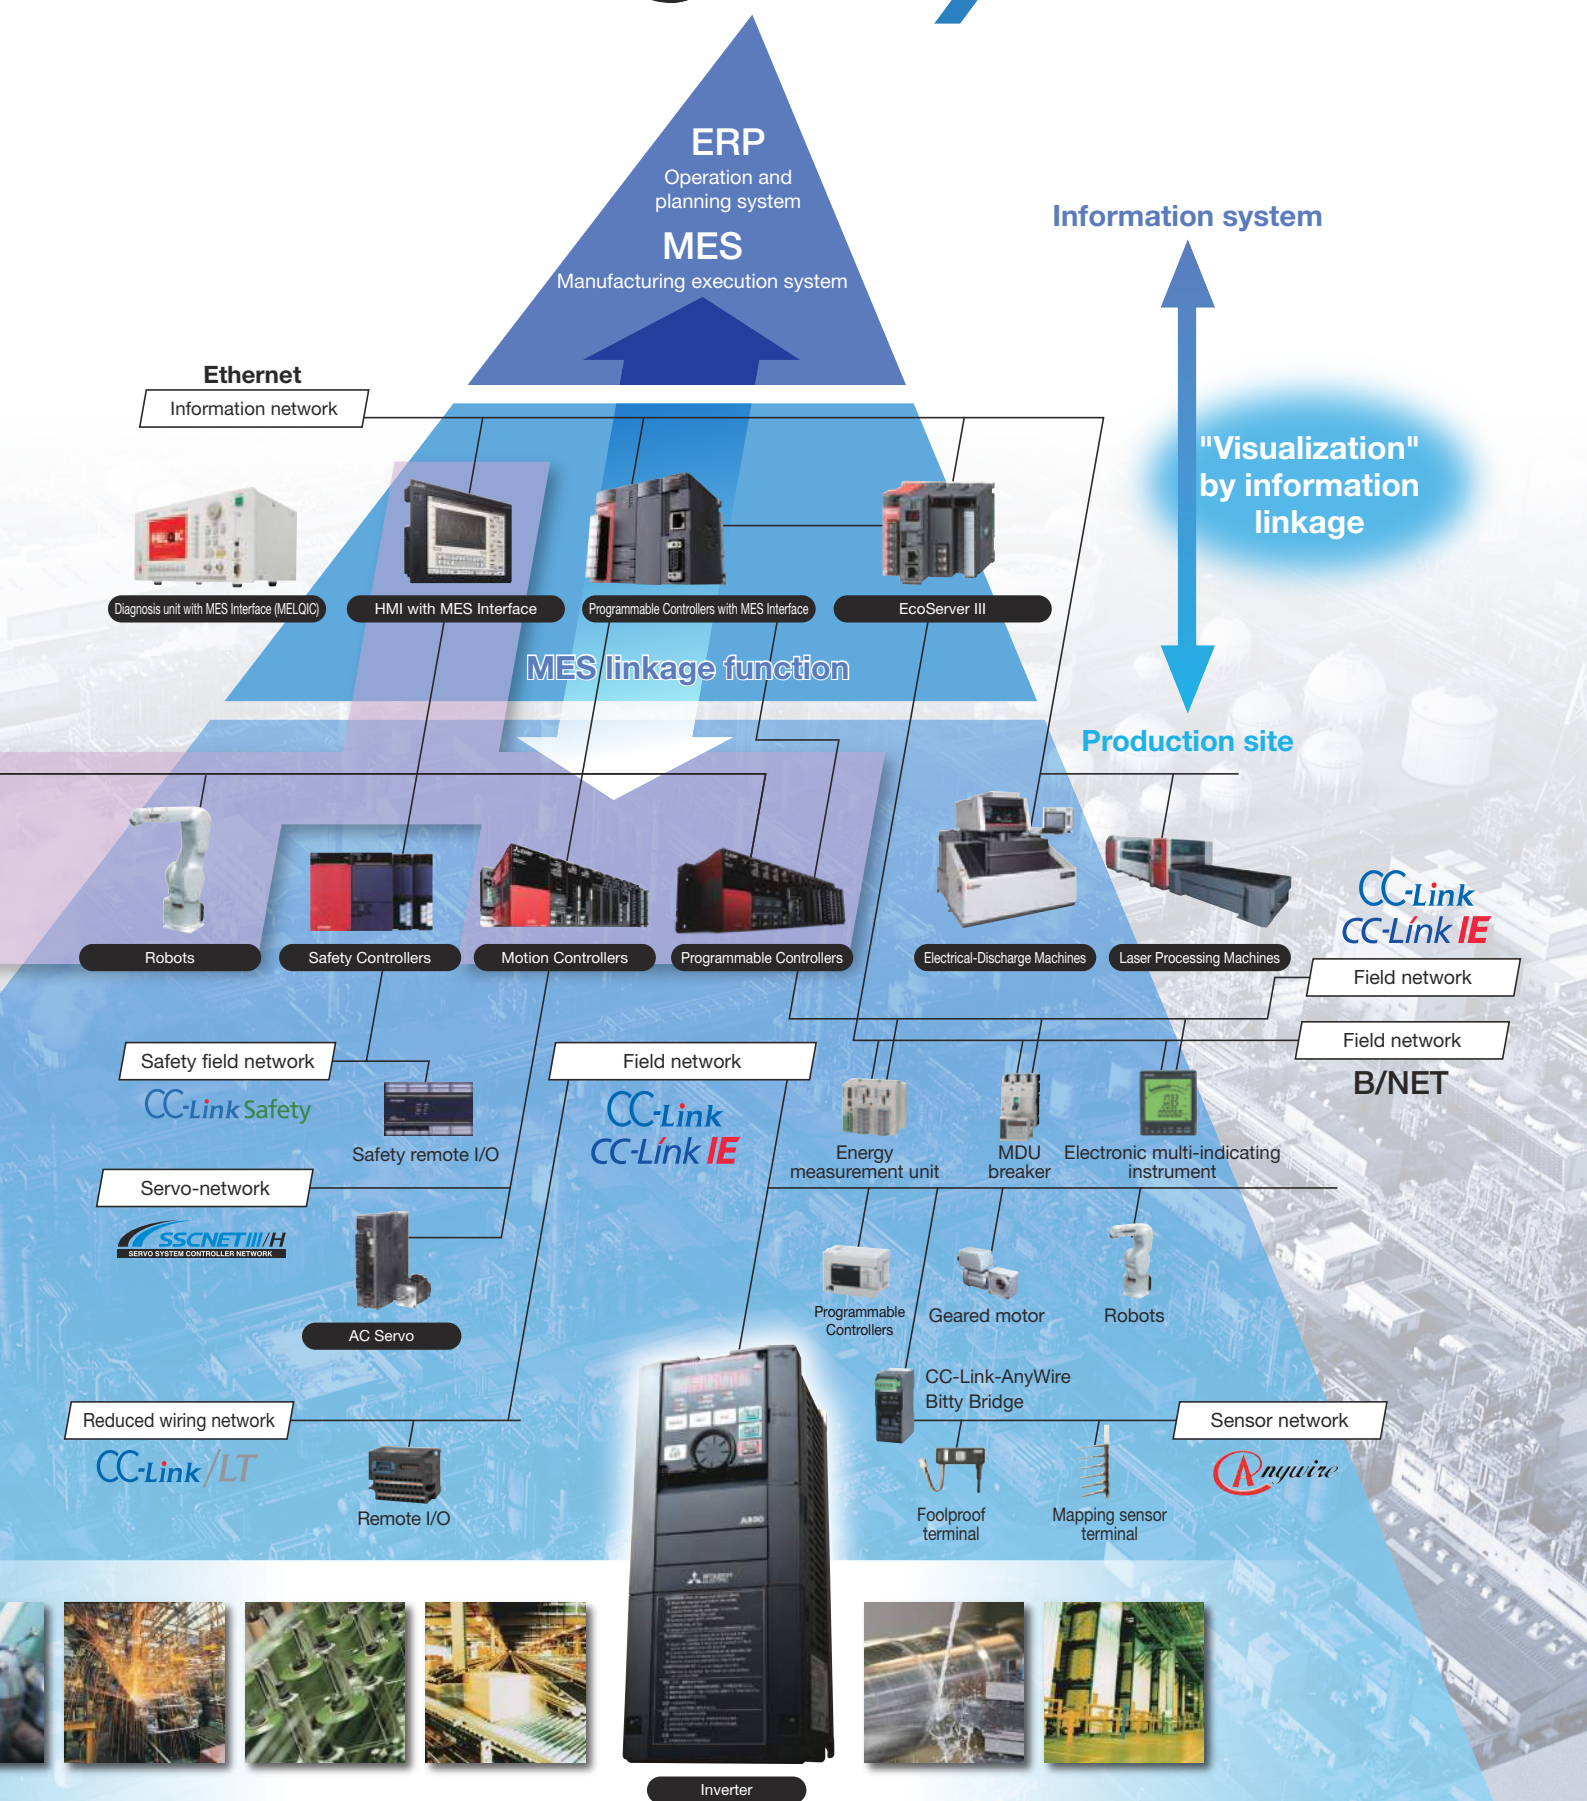 ERP
Operation and
planning system
MES
Manufacturing execution system
Information system
Ethernet
Information network
"Visualization"
by information
linkage
Diagnosis unit with MES Interface (MELQIC)
HMI with MES Interface
Programmable Controllers with MES Interface
EcoServer III
MES linkage function
Production site
Robots
Safety Controllers
Motion Controllers
Programmable Controllers
Electrical-Discharge Machines
Laser Processing Machines
CC-Link
CC-Link IE
Field network
Field network
B/NET
Safety field network
CC-Link Safety
Safety remote I/O
Field network
CC-Link
CC-Link IE
Energy
measurement unit
MDU
breaker
Electronic multi-indicating
instrument
Servo-network
SSCNETIII/H
SERVO SYSTEM CONTROLLER NETWORK
AC Servo
Programmable
Controllers
Geared motor
Robots
CC-Link-AnyWire
Bitty Bridge
Reduced wiring network
CC-Link/LT
Remote I/O
Sensor network
Anywire
Foolproof
terminal
Mapping sensor
terminal
A800
MITSUBISHI
ELECTRIC
Inverter